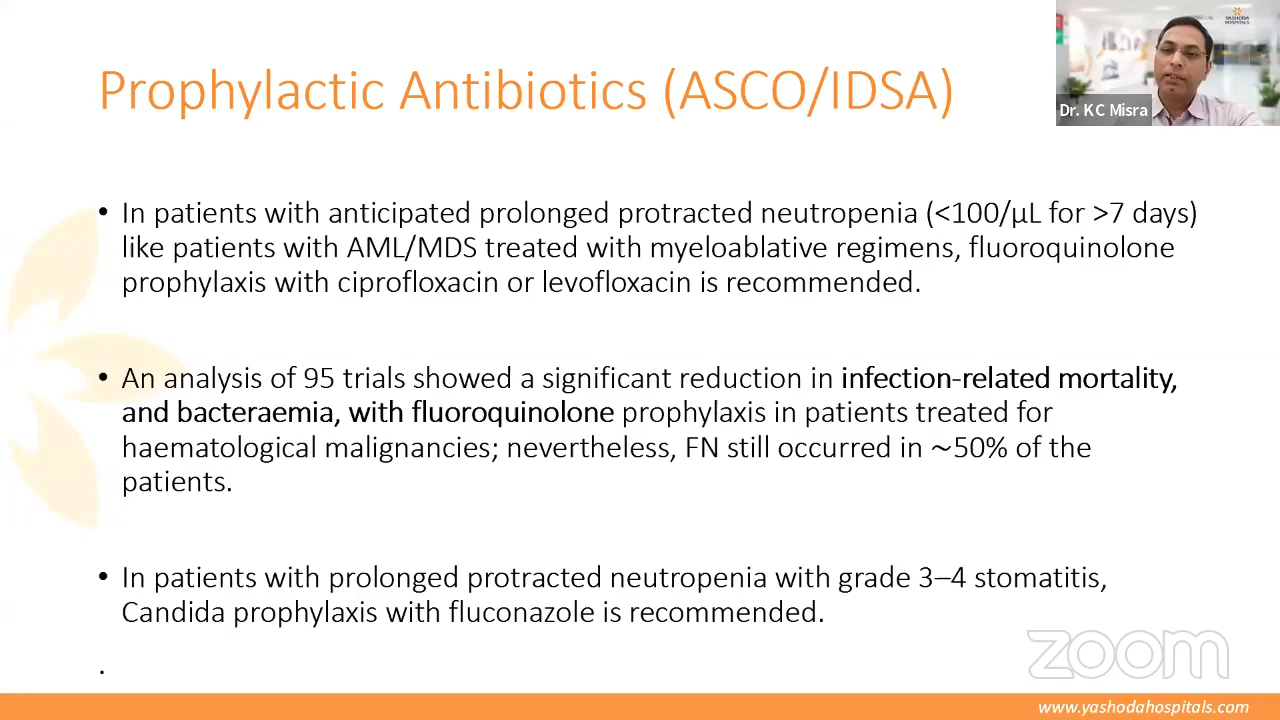 Prophylactic Antibiotics (ASCO/IDSA)
YASHODA
HOSPITALS
Dr. KC Misra
• In patients with anticipated prolonged protracted neutropenia (<100/µL for >7 days)
like patients with AML/MDS treated with myeloablative regimens, fluoroquinolone
prophylaxis with ciprofloxacin or levofloxacin is recommended.
• An analysis of 95 trials showed a significant reduction in infection-related mortality,
and bacteraemia, with fluoroquinolone prophylaxis in patients treated for
haematological malignancies; nevertheless, FN still occurred in ~50% of the
patients.
• In patients with prolonged protracted neutropenia with grade 3–4 stomatitis,
Candida prophylaxis with fluconazole is recommended.
.
zoom
www.yashodahospitals.com